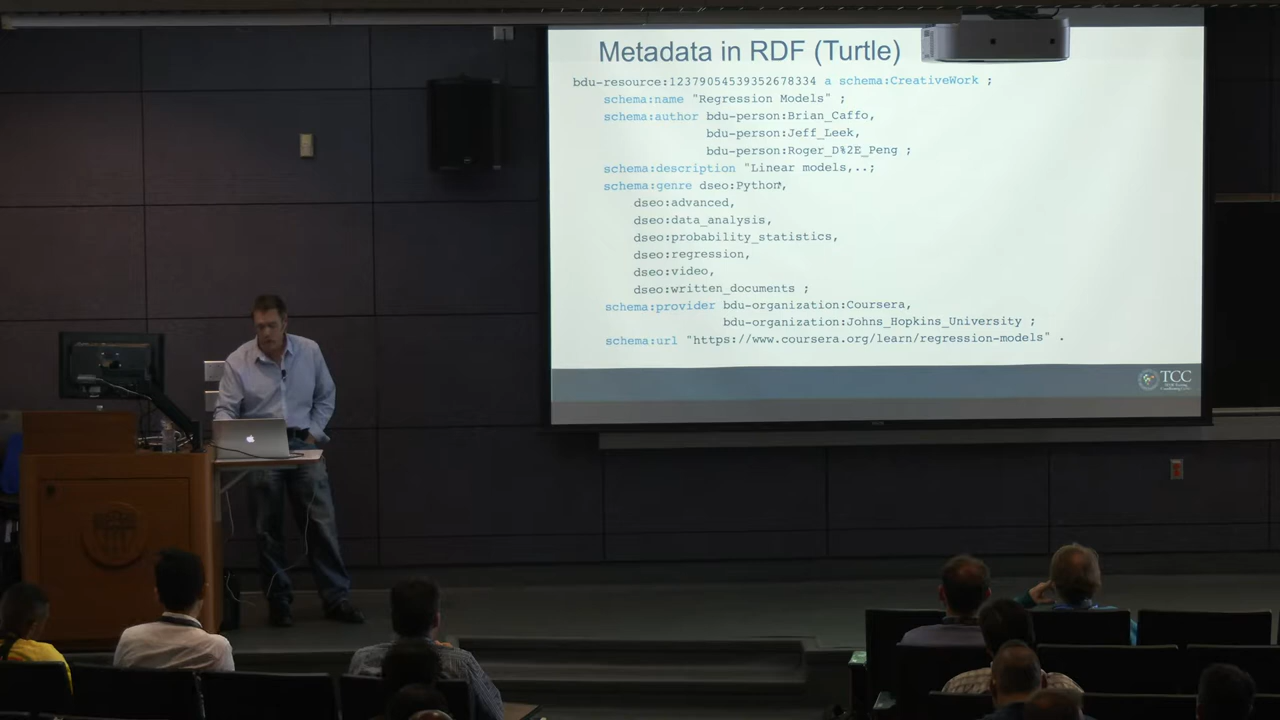 Metadata in RDF (Turtle)
bdu-resource:12379054539352678334 a schema:CreativeWork ;
schema:name "Regression Models" ;
schema:author bdu-person:Brian_Caffo,
bdu-person:Jeff_Leek,
bdu-person:Roger_D%2E_Peng ;
schema:description "Linear models,..;
schema:genre dseo:Python,
dseo:advanced,
dseo:data_analysis,
dseo:probability_statistics,
dseo:regression,
dseo:video,
dseo:written_documents ;
schema:provider bdu-organization:Coursera,
bdu-organization:Johns_Hopkins_University ;
schema:url "https://www.coursera.org/learn/regression-models" .
TCC